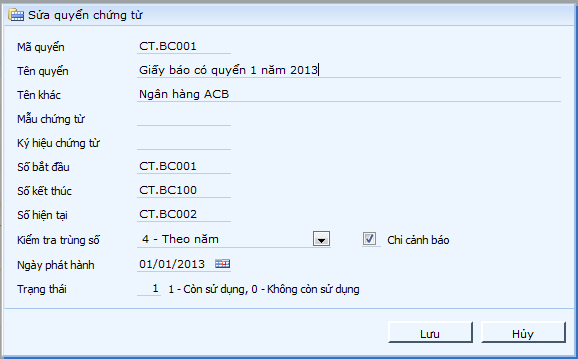 Sửa quyển chứng từ
Mã quyển CT.BC001
Tên quyển Giấy báo có quyển 1 năm 2013
Tên khác Ngân hàng ACB
Mẫu chứng từ
Ký hiệu chứng từ
Số bắt đầu CT.BC001
Số kết thúc CT.BC100
Số hiện tại CT.BC002
Kiểm tra trùng số 4 - Theo năm Chỉ cảnh báo
Ngày phát hành 01/01/2013
Trạng thái 1 1 - Còn sử dụng, 0 - Không còn sử dụng
Lưu Hủy